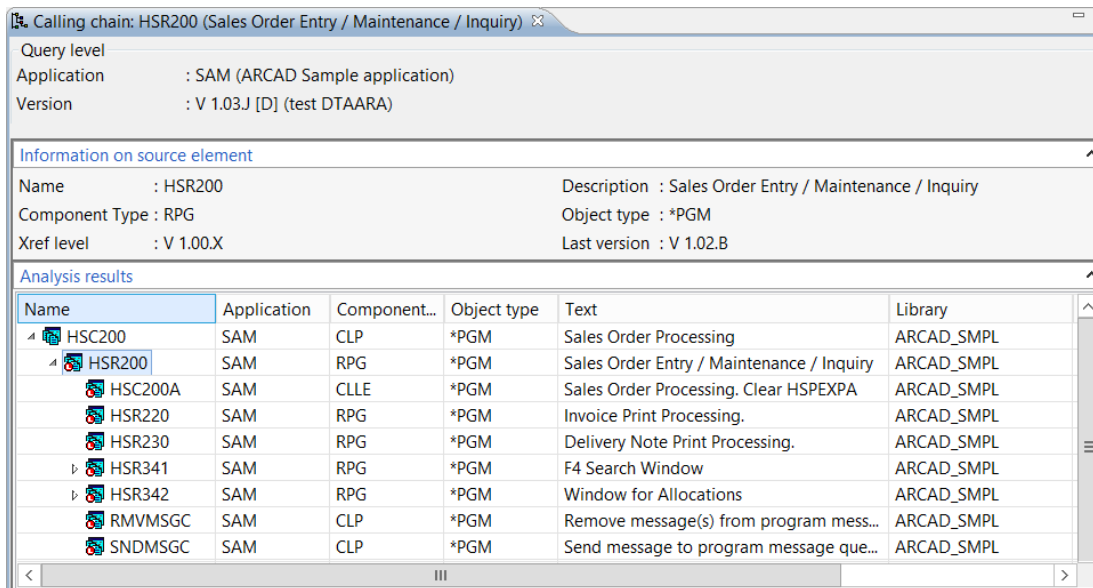 Calling chain: HSR200 (Sales Order Entry / Maintenance / Inquiry)
Query level
Application : SAM (ARCAD Sample application)
Version : V 1.03.J [D] (test DTAARA)
Information on source element
Name : HSR200 Description : Sales Order Entry / Maintenance / Inquiry
Component Type : RPG Object type : *PGM
Xref level : V 1.00.X Last version : V 1.02.B
Analysis results
Name Application Component... Object type Text Library
HSC200 SAM CLP *PGM Sales Order Processing ARCAD_SMPL
HSR200 SAM RPG *PGM Sales Order Entry / Maintenance / Inquiry ARCAD_SMPL
HSC200A SAM CLLE *PGM Sales Order Processing. Clear HSPEXPA ARCAD_SMPL
HSR220 SAM RPG *PGM Invoice Print Processing. ARCAD_SMPL
HSR230 SAM RPG *PGM Delivery Note Print Processing. ARCAD_SMPL
HSR341 SAM RPG *PGM F4 Search Window ARCAD_SMPL
HSR342 SAM RPG *PGM Window for Allocations ARCAD_SMPL
RMVMSGC SAM CLP *PGM Remove message(s) from program mess... ARCAD_SMPL
SNDMSGC SAM CLP *PGM Send message to program message que... ARCAD_SMPL